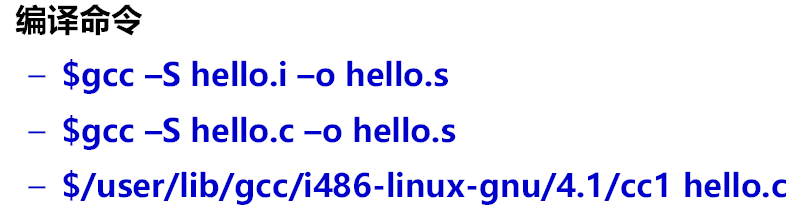 编译命令
– $gcc –S hello.i –o hello.s
– $gcc –S hello.c –o hello.s
– $/user/lib/gcc/i486-linux-gnu/4.1/cc1 hello.c